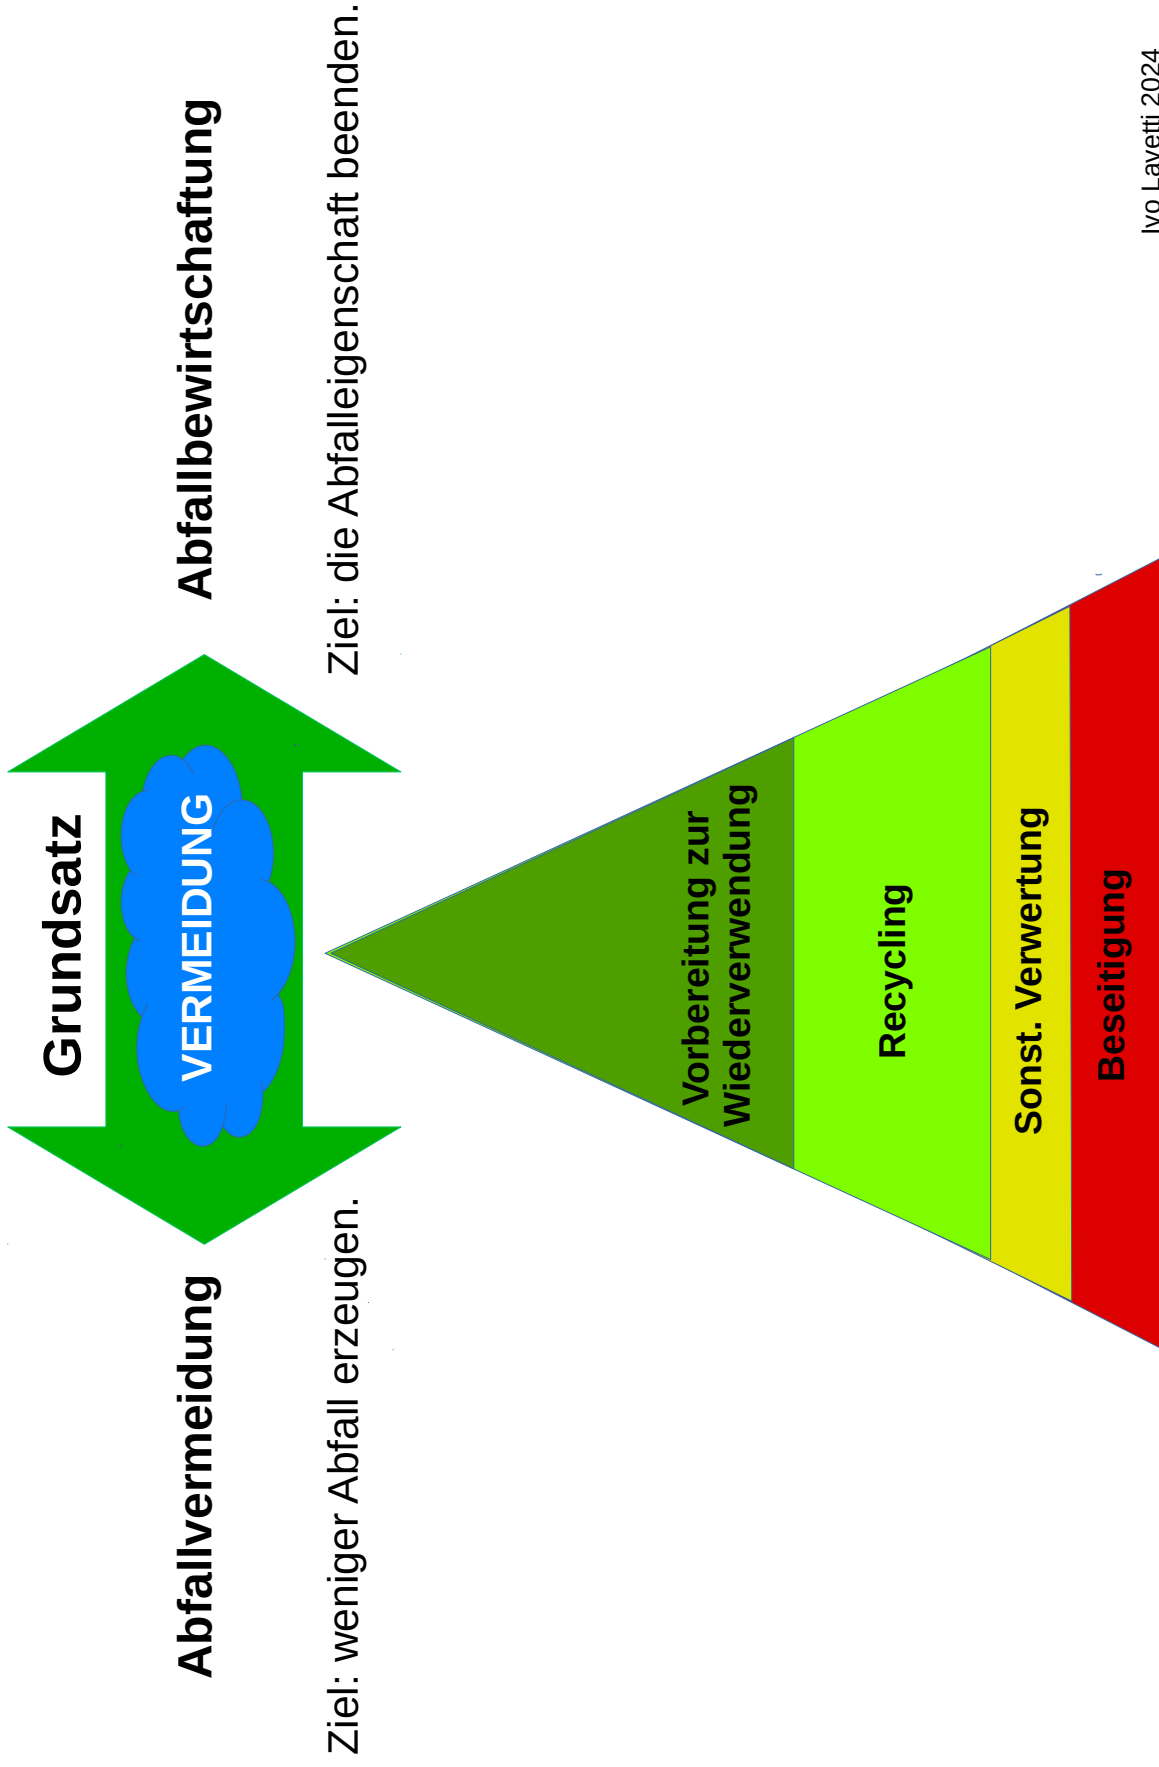 Grundsatz
Abfallvermeidung
VERMEIDUNG
Abfallbewirtschaftung
Ziel: weniger Abfall erzeugen.
Ziel: die Abfalleigenschaft beenden.
Vorbereitung zur
Wiederverwendung
Recycling
Sonst. Verwertung
Beseitigung
Ivo Lavetti 2024